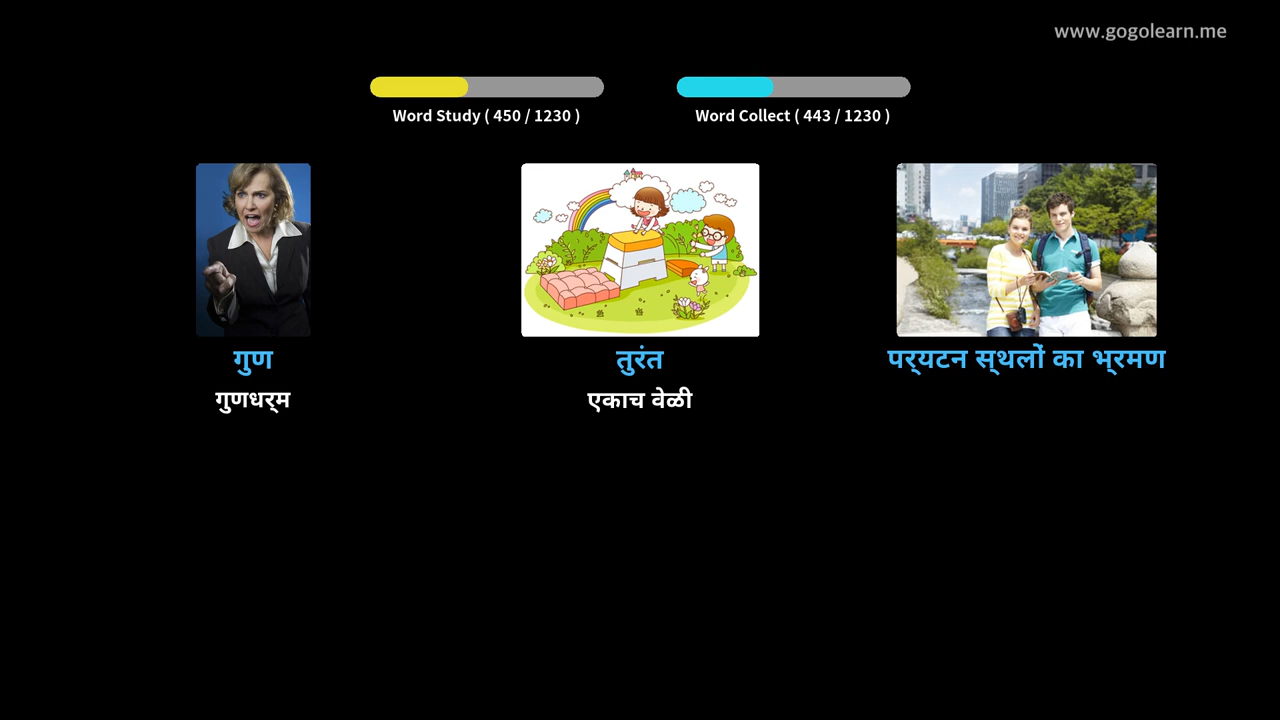 www.gogolearn.me
Word Study ( 450 / 1230 )
Word Collect ( 443 / 1230 )
गुण
गुणधर्म
तुरंत
एकाच वेळी
पर्यटन स्थलों का भ्रमण